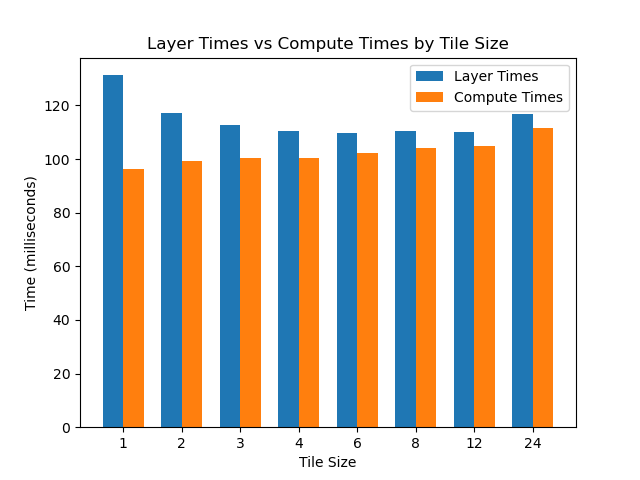 Layer Times vs Compute Times by Tile Size
Layer Times
Compute Times
120
100
80
60
40
20
0
Time (milliseconds)
1 2 3 4 6 8 12 24
Tile Size